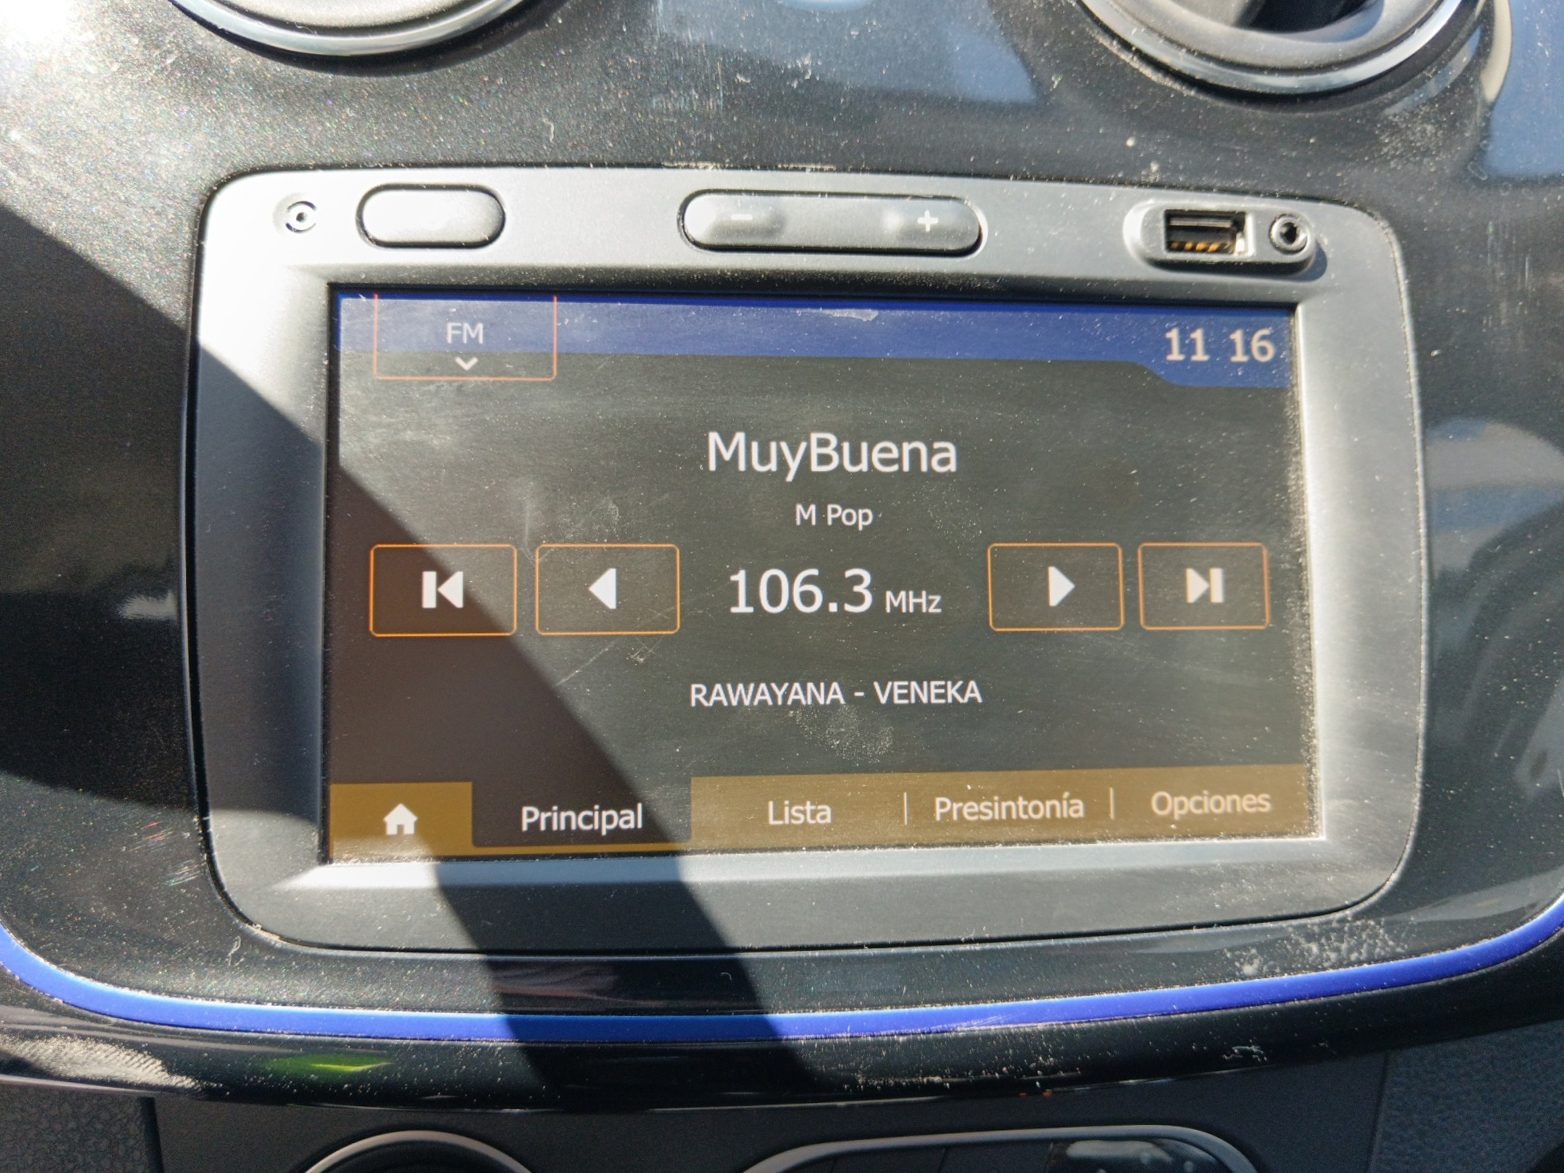 - +
FM
11 16
MuyBuena
M Pop
106.3 MHz
RAWAYANA - VENEKA
Principal Lista Presintonía Opciones